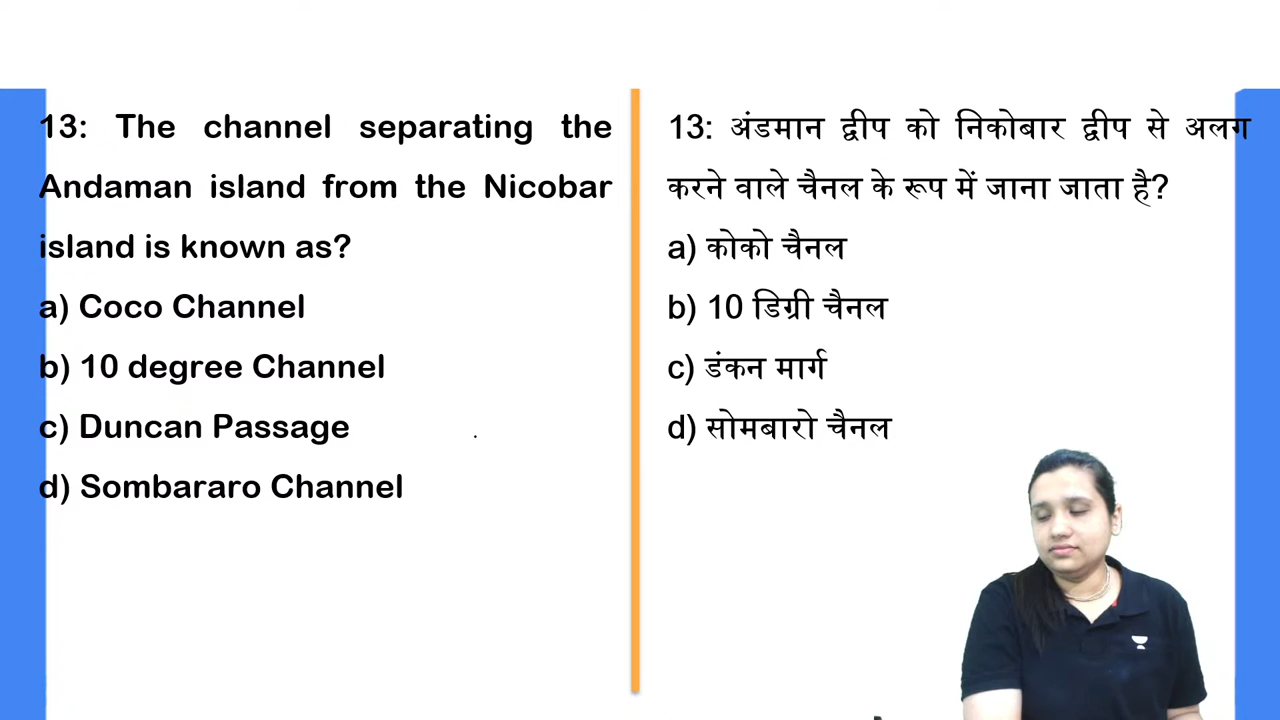 13: The channel separating the
Andaman island from the Nicobar
island is known as?
a) Coco Channel
b) 10 degree Channel
c) Duncan Passage
d) Sombararo Channel
13: अंडमान द्वीप को निकोबार द्वीप से अलग
करने वाले चैनल के रूप में जाना जाता है?
a) कोको चैनल
b) 10 डिग्री चैनल
c) डंकन मार्ग
d) सोमबारो चैनल